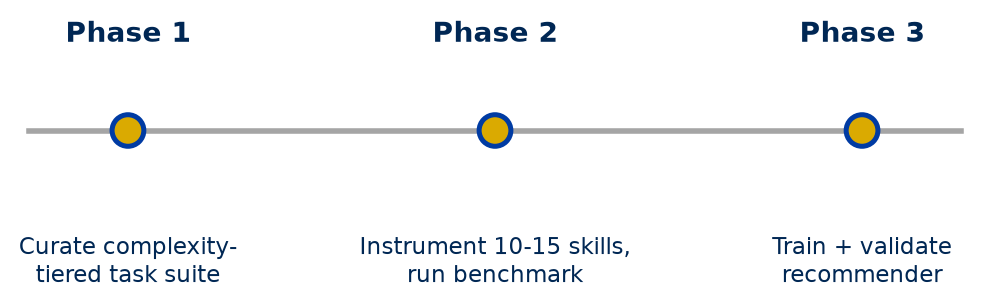 Phase 1
Phase 2
Phase 3
Curate complexity-
tiered task suite
Instrument 10-15 skills,
run benchmark
Train + validate
recommender